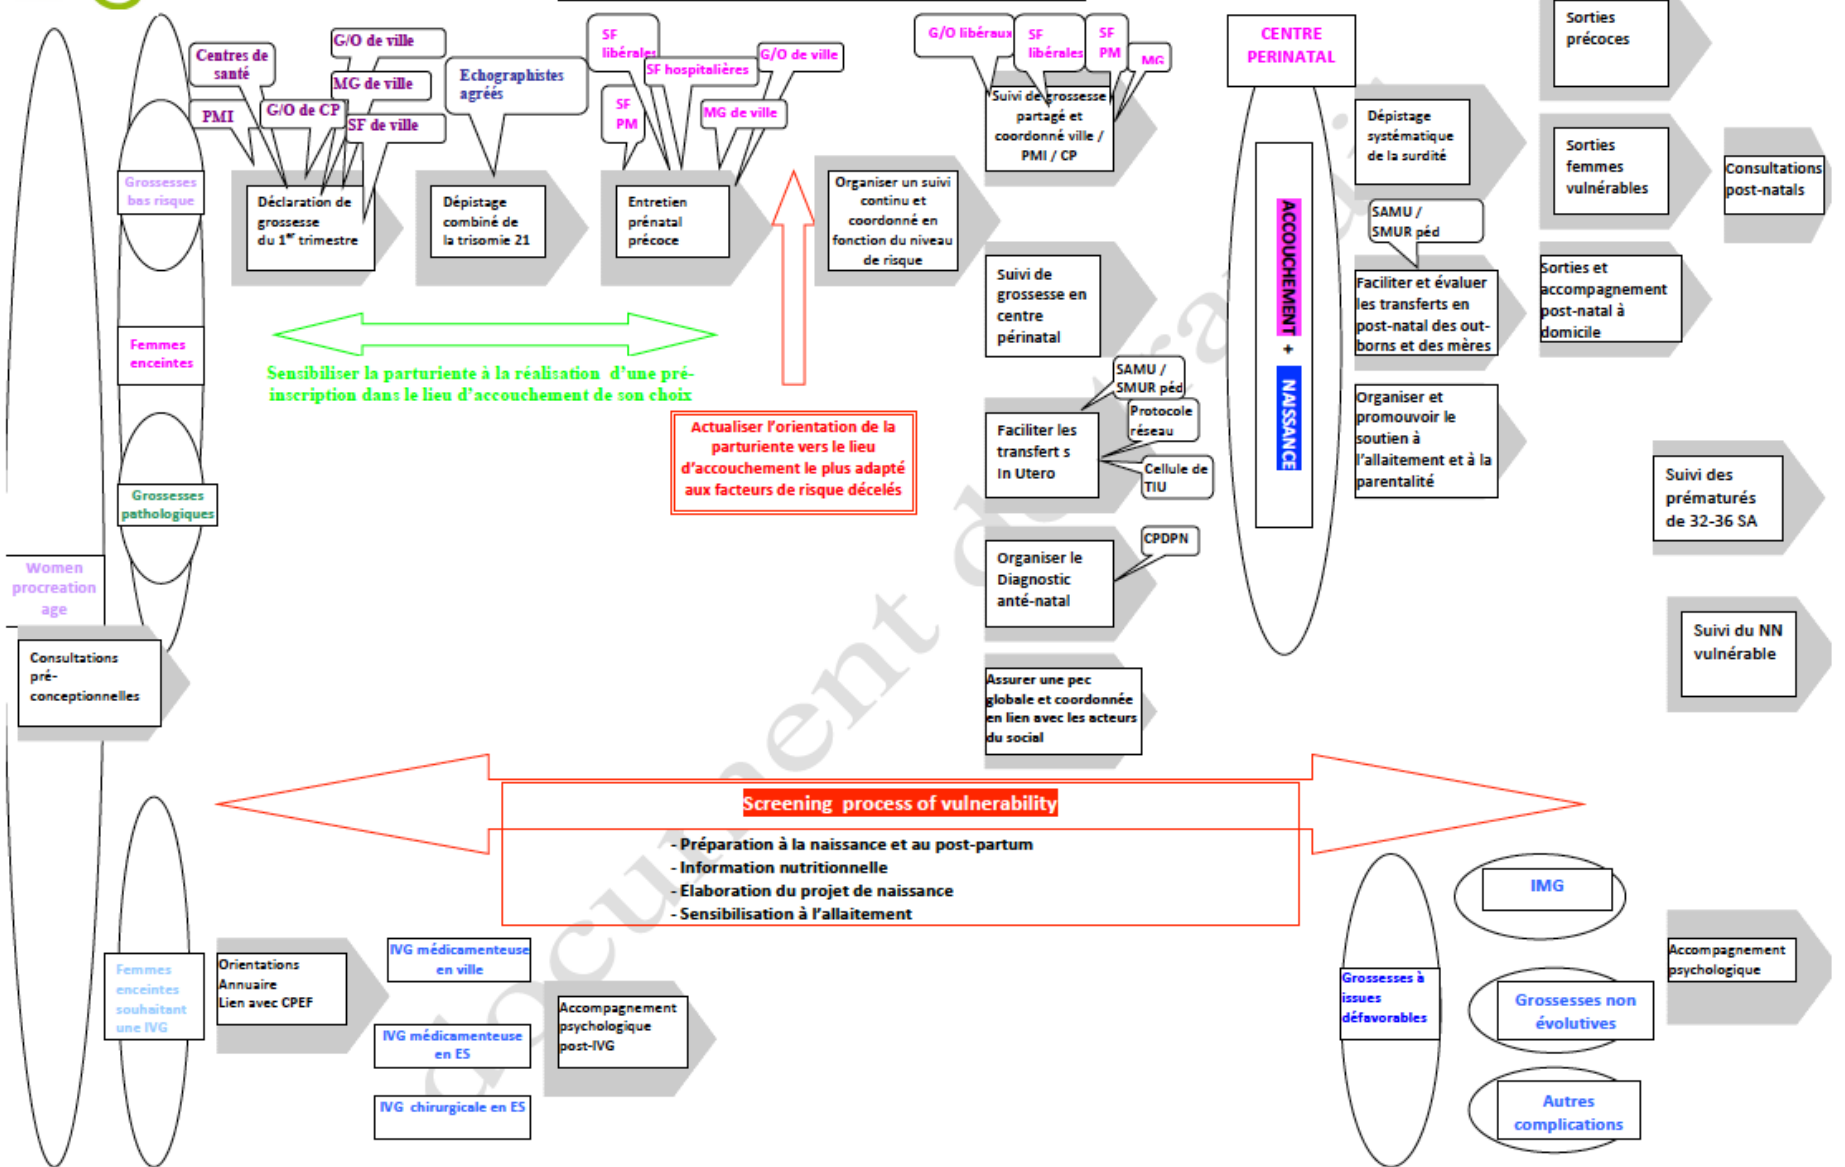 Centres de
santé
PMI
G/O de ville
MG de ville
G/O de CP
SF de ville
Déclaration de
grossesse
du 1er trimestre
Echographistes
agréés
Dépistage
combiné de
la trisomie 21
SF
libérales
SF hospitalières
G/O de ville
SF
PM
MG de ville
Entretien
prénatal
précoce
Organiser un suivi
continu et
coordonné en
fonction du niveau
de risque
G/O libéraux
SF
libérales
SF
PM
MG
Suivi de grossesse
partagé et
coordonné ville /
PMI / CP
Suivi de
grossesse en
centre
périnatal
SAMU /
SMUR péd
Protocole
réseau
Cellule de
TIU
Faciliter les
transfert s
In Utero
CPDPN
Organiser le
Diagnostic
anté-natal
Assurer une pec
globale et coordonnée
en lien avec les acteurs
du social
CENTRE
PERINATAL
ACCOUCHEMENT + NAISSANCE
Dépistage
systématique
de la surdité
SAMU /
SMUR péd
Faciliter et évaluer
les transferts en
post-natal des out-
borns et des mères
Organiser et
promouvoir le
soutien à
l'allaitement et à la
parentalité
Sorties
précoces
Sorties
femmes
vulnérables
Sorties et
accompagnement
post-natal à
domicile
Consultations
post-natals
Suivi des
prématurés
de 32-36 SA
Suivi du NN
vulnérable
Grossesses
bas risque
Femmes
enceintes
Grossesses
pathologiques
Women
procreation
age
Consultations
pré-
conceptionnelles
Sensibiliser la parturiente à la réalisation d'une pré-
inscription dans le lieu d'accouchement de son choix
Actualiser l'orientation de la
parturiente vers le lieu
d'accouchement le plus adapté
aux facteurs de risque décelés
Screening process of vulnerability
- Préparation à la naissance et au post-partum
- Information nutritionnelle
- Elaboration du projet de naissance
- Sensibilisation à l'allaitement
Femmes
enceintes
souhaitant
une IVG
Orientations
Annuaire
Lien avec CPEF
IVG médicamenteuse
en ville
IVG médicamenteuse
en ES
IVG chirurgicale en ES
Accompagnement
psychologique
post-IVG
Grossesses à
issues
défavorables
IMG
Grossesses non
évolutives
Autres
complications
Accompagnement
psychologique